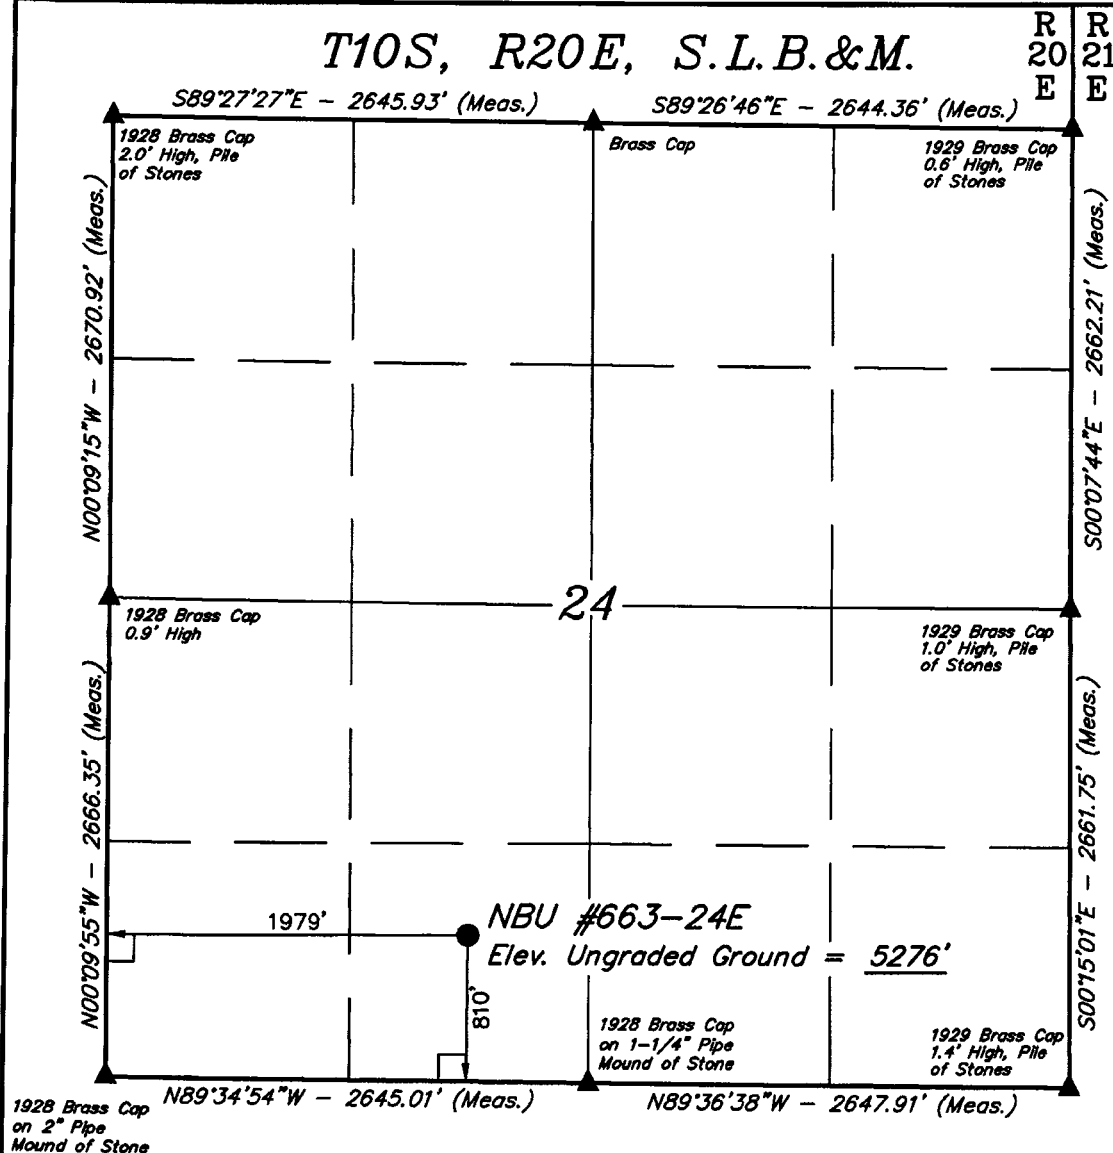 T10S, R20E, S.L.B.&M.
R
20
E
R
21
E
S89°27'27"E - 2645.93' (Meas.)
S89°26'46"E - 2644.36' (Meas.)
1928 Brass Cap
2.0' High, Pile
of Stones
Brass Cap
1929 Brass Cap
0.6' High, Pile
of Stones
N00°09'15"W - 2670.92' (Meas.)
S00°07'44"E - 2662.21' (Meas.)
24
1928 Brass Cap
0.9' High
1929 Brass Cap
1.0' High, Pile
of Stones
N00°09'55"W - 2666.35' (Meas.)
S00°15'01"E - 2661.75' (Meas.)
1979'
NBU #663-24E
Elev. Ungraded Ground = 5276'
810'
1928 Brass Cap
on 1-1/4" Pipe
Mound of Stone
1929 Brass Cap
1.4' High, Pile
of Stones
N89°34'54"W - 2645.01' (Meas.)
N89°36'38"W - 2647.91' (Meas.)
1928 Brass Cap
on 2" Pipe
Mound of Stone